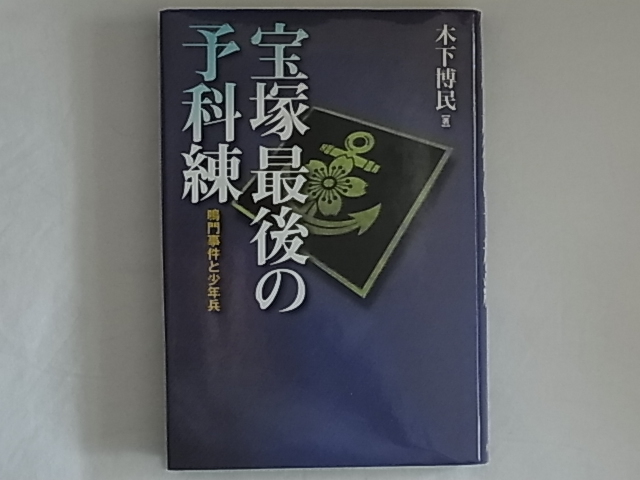 木下博民[著]
宝塚最後の
予科練
鳴門事件と少年兵